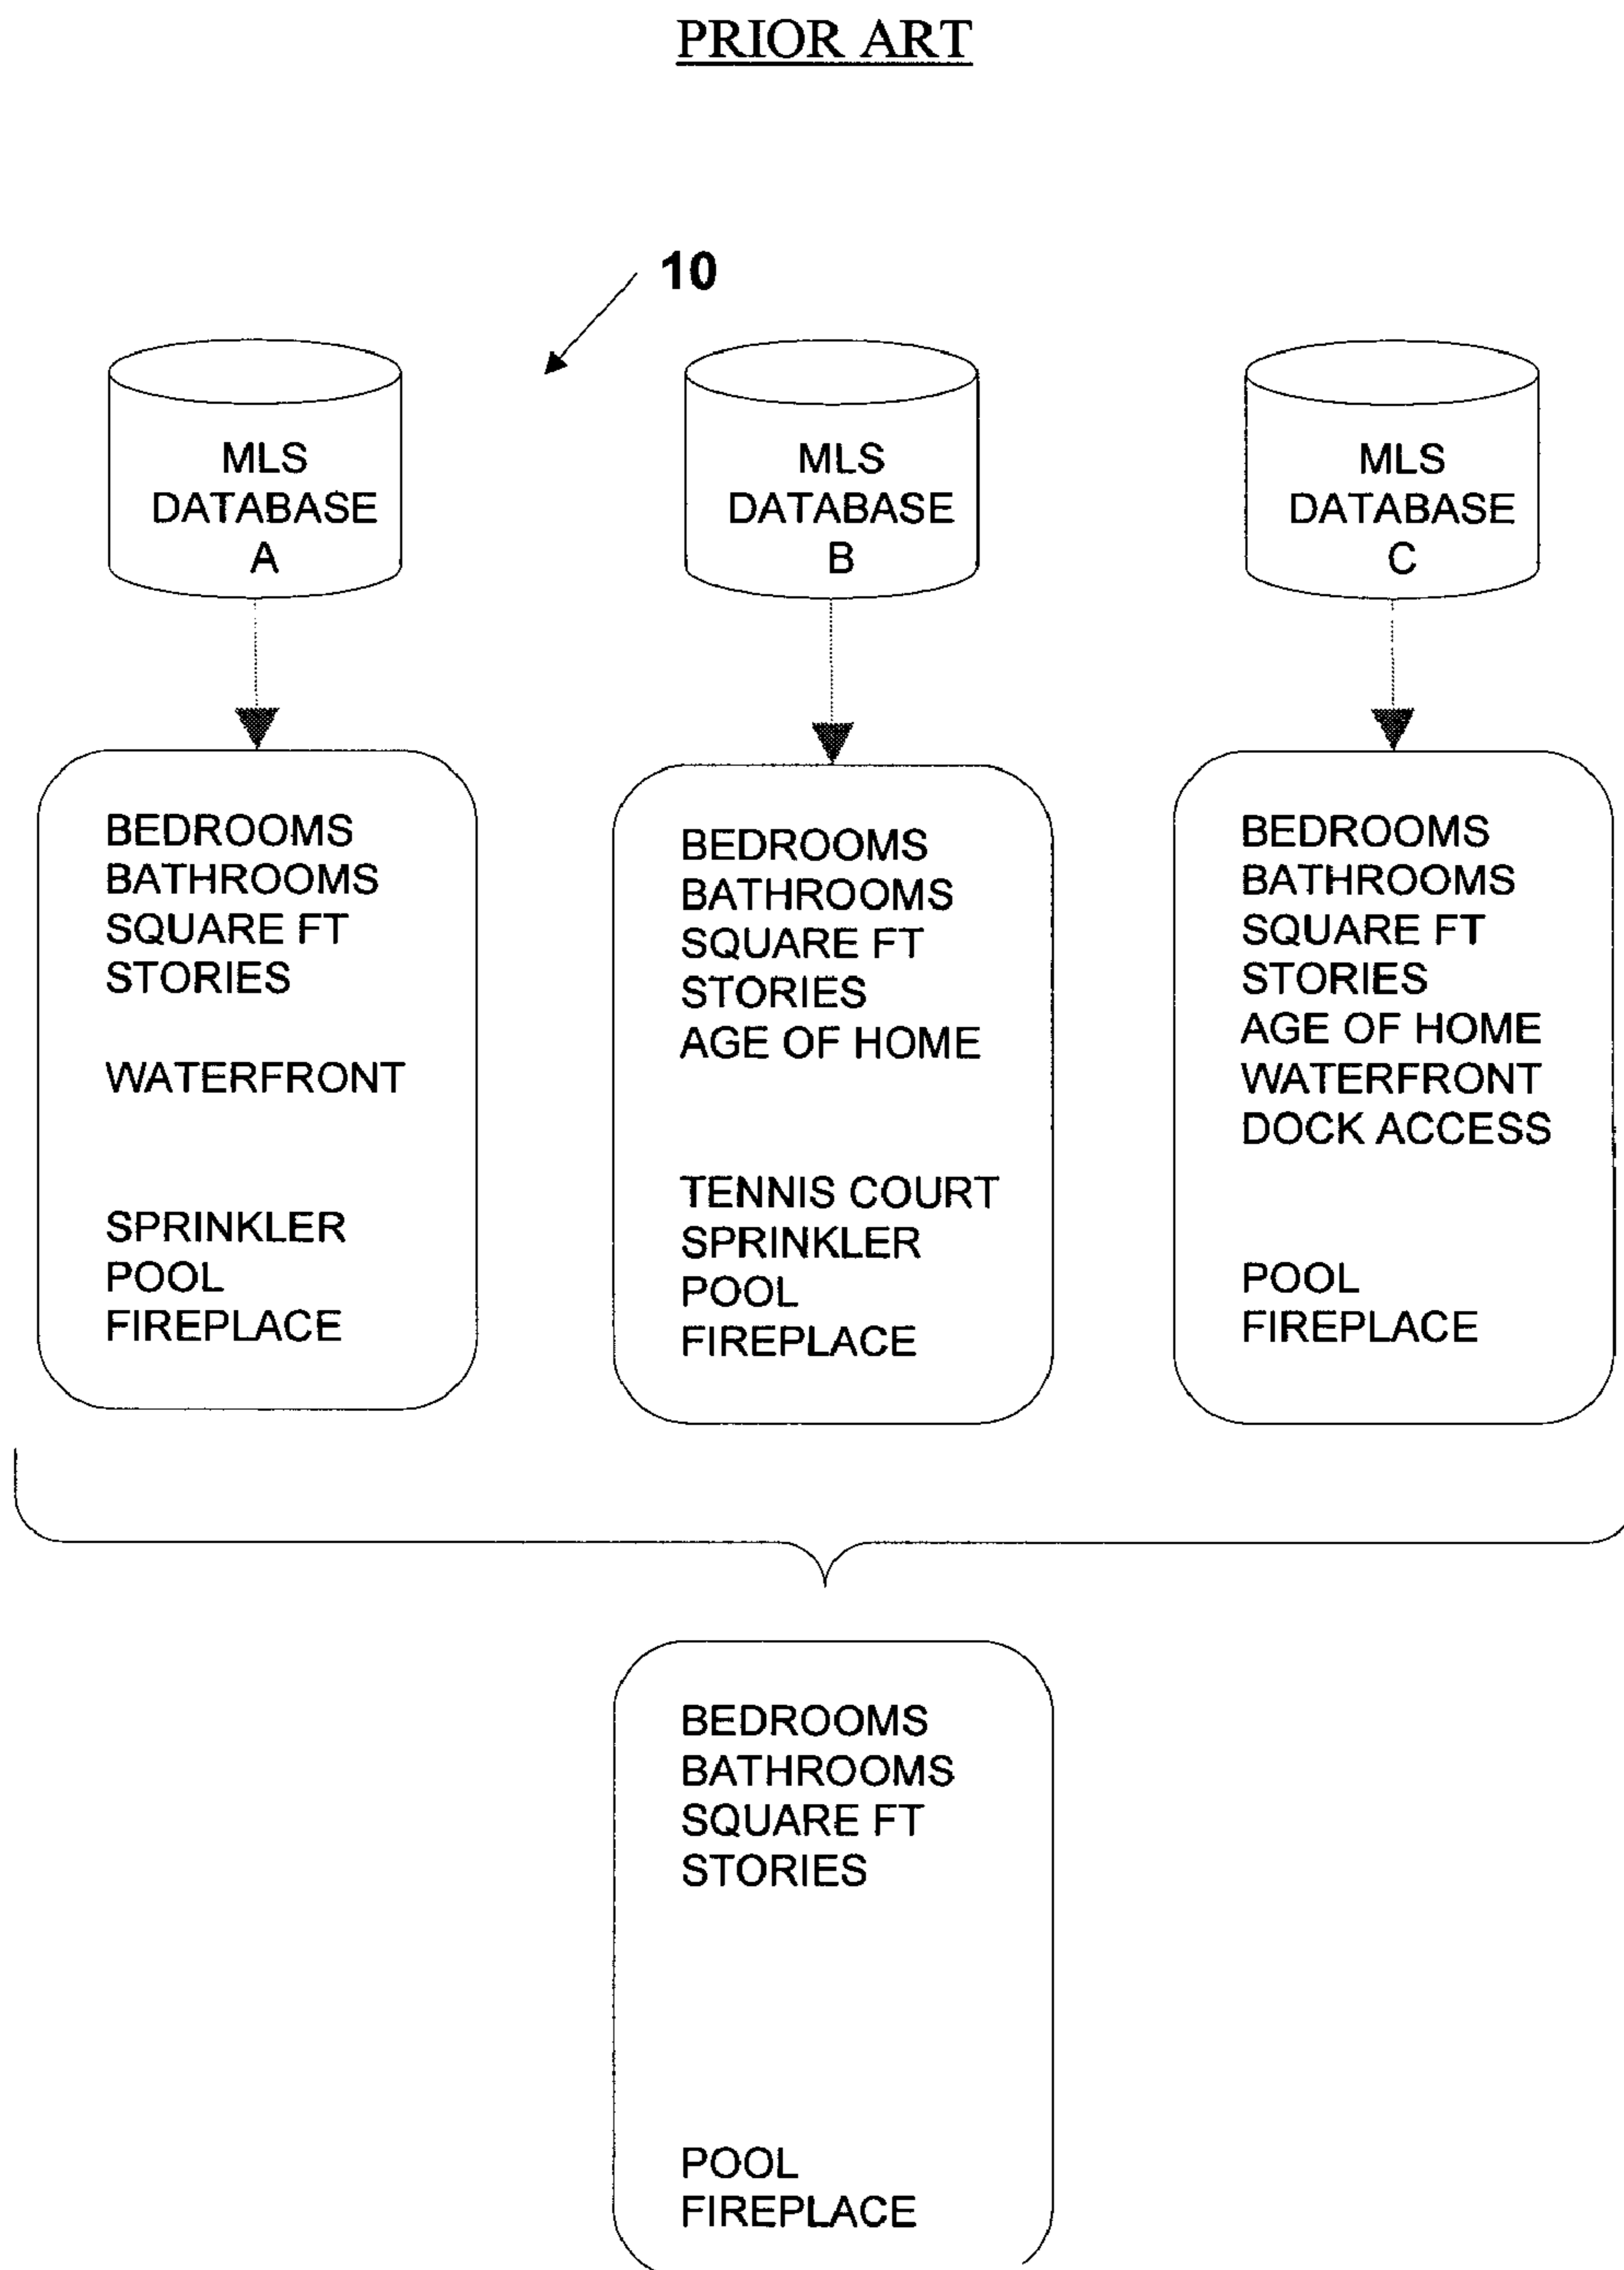 PRIOR ART
10
MLS
DATABASE
A
MLS
DATABASE
B
MLS
DATABASE
C
BEDROOMS
BATHROOMS
SQUARE FT
STORIES
WATERFRONT
SPRINKLER
POOL
FIREPLACE
BEDROOMS
BATHROOMS
SQUARE FT
STORIES
AGE OF HOME
TENNIS COURT
SPRINKLER
POOL
FIREPLACE
BEDROOMS
BATHROOMS
SQUARE FT
STORIES
AGE OF HOME
WATERFRONT
DOCK ACCESS
POOL
FIREPLACE
BEDROOMS
BATHROOMS
SQUARE FT
STORIES
POOL
FIREPLACE